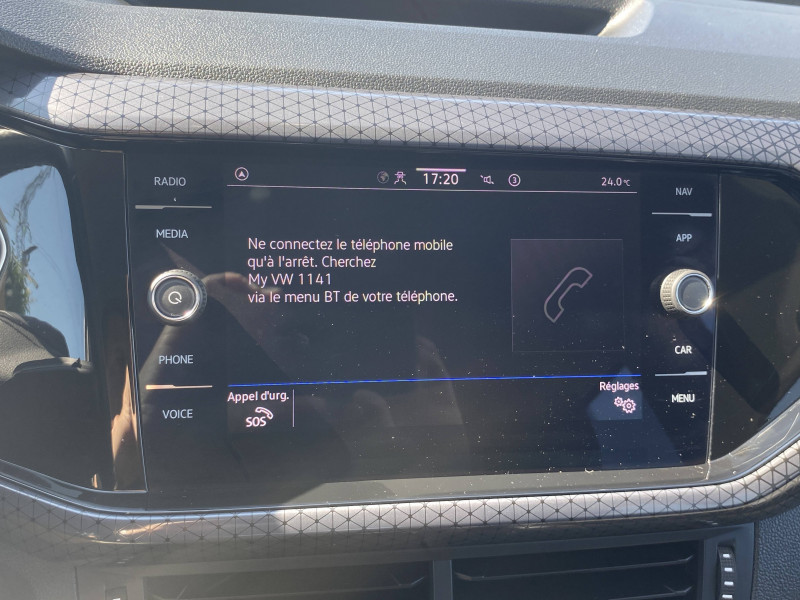 RADIO
MEDIA
PHONE
VOICE
17:20
3
24.0°C
Ne connectez le téléphone mobile
qu'à l'arrêt. Cherchez
My VW 1141
via le menu BT de votre téléphone.
Appel d'urg.
SOS
Réglages
NAV
APP
CAR
MENU